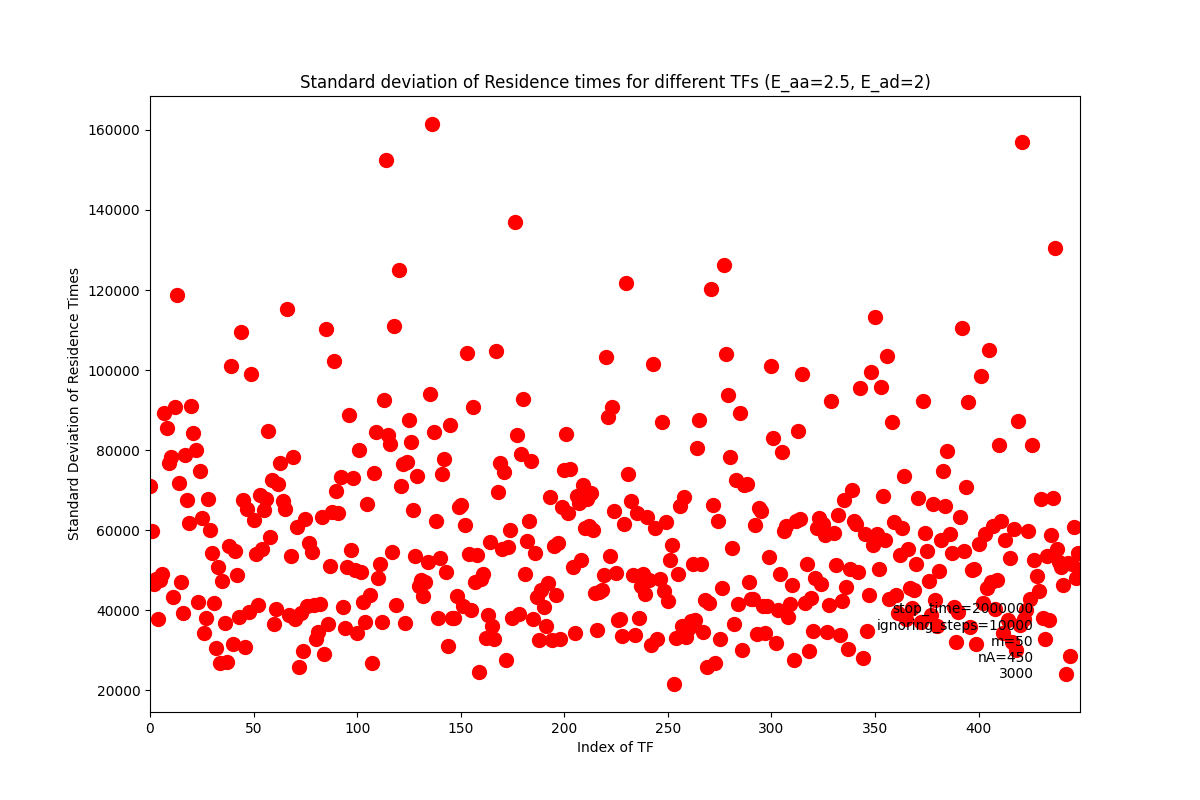 Standard deviation of Residence times for different TFs (E_aa=2.5, E_ad=2)
160000
140000
120000
100000
80000
60000
40000
20000
Standard Deviation of Residence Times
stop_time=2000000
ignoring_steps=10000
m=50
nA=450
3000
0 50 100 150 200 250 300 350 400
Index of TF